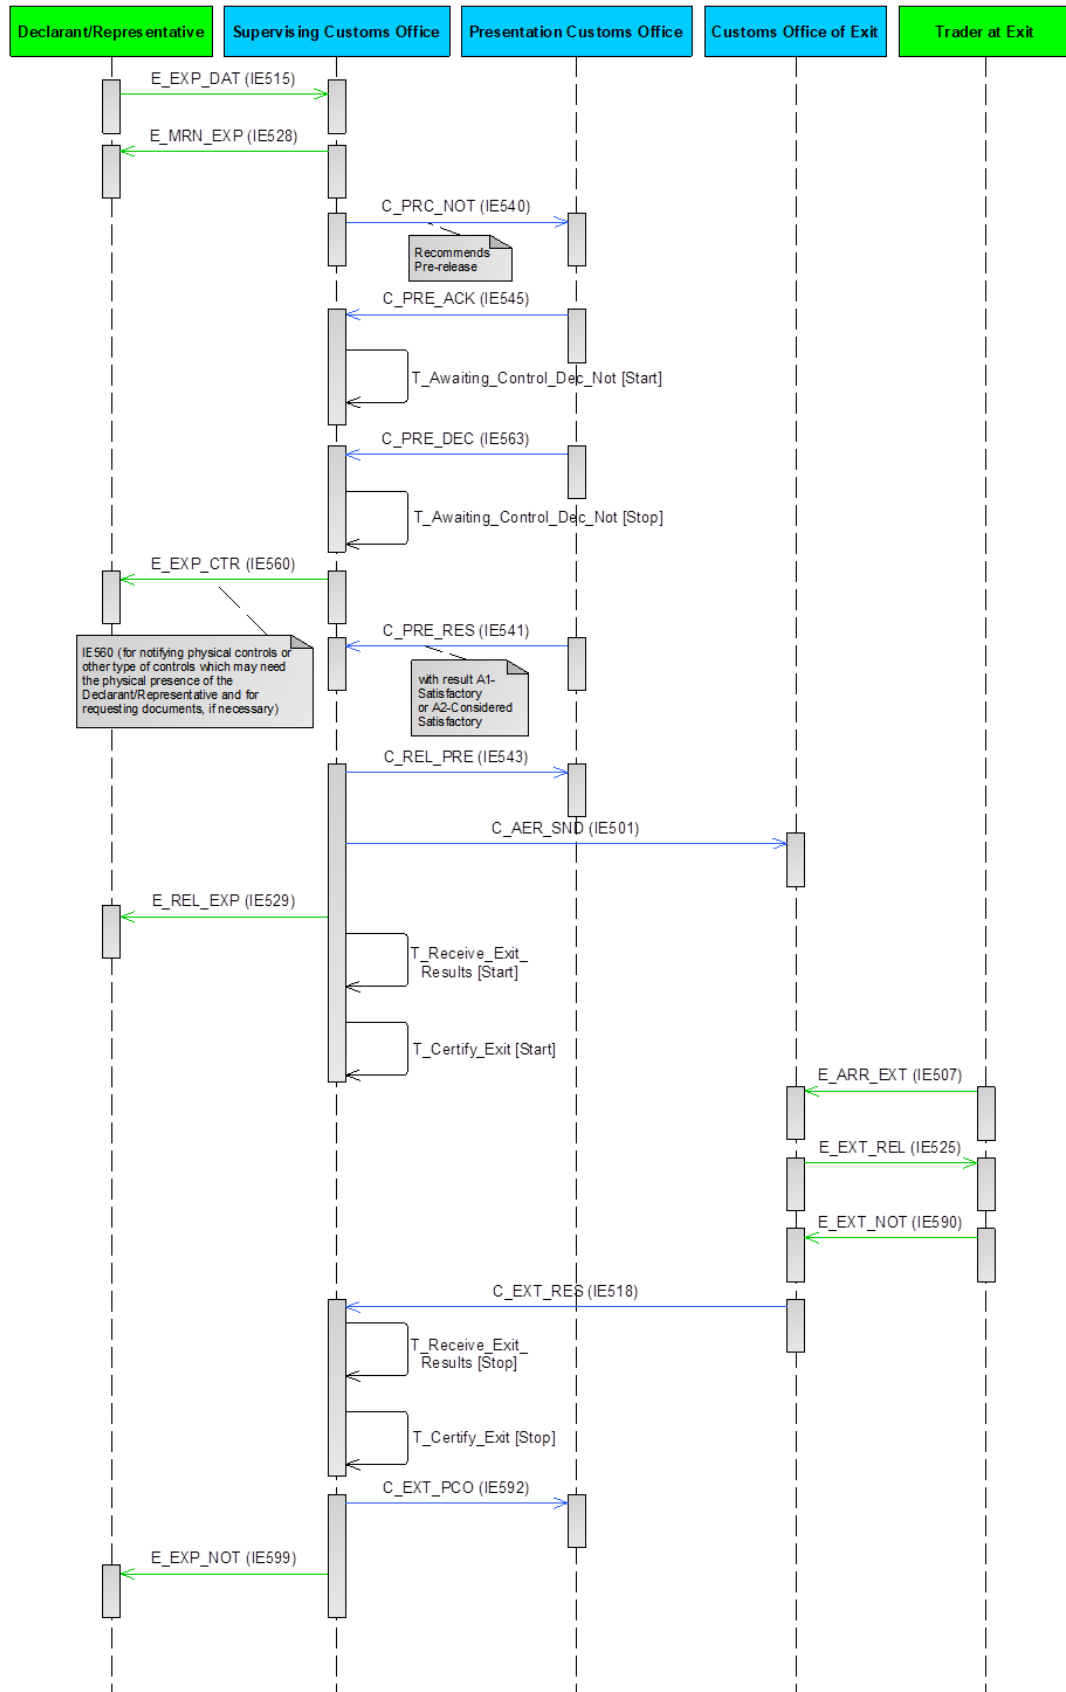 Declarant/Representative
Supervising Customs Office
Presentation Customs Office
Customs Office of Exit
Trader at Exit
E_EXP_DAT (IE515)
E_MRN_EXP (IE528)
C_PRC_NOT (IE540)
Recommends
Pre-release
C_PRE_ACK (IE545)
T_Awaiting_Control_Dec_Not [Start]
C_PRE_DEC (IE563)
T_Awaiting_Control_Dec_Not [Stop]
E_EXP_CTR (IE560)
IE560 (for notifying physical controls or
other type of controls which may need
the physical presence of the
Declarant/Representative and for
requesting documents, if necessary)
C_PRE_RES (IE541)
with result A1-
Satisfactory
or A2-Considered
Satisfactory
C_REL_PRE (IE543)
C_AER_SND (IE501)
E_REL_EXP (IE529)
T_Receive_Exit_
Results [Start]
T_Certify_Exit [Start]
E_ARR_EXT (IE507)
E_EXT_REL (IE525)
E_EXT_NOT (IE590)
C_EXT_RES (IE518)
T_Receive_Exit_
Results [Stop]
T_Certify_Exit [Stop]
C_EXT_PCO (IE592)
E_EXP_NOT (IE599)